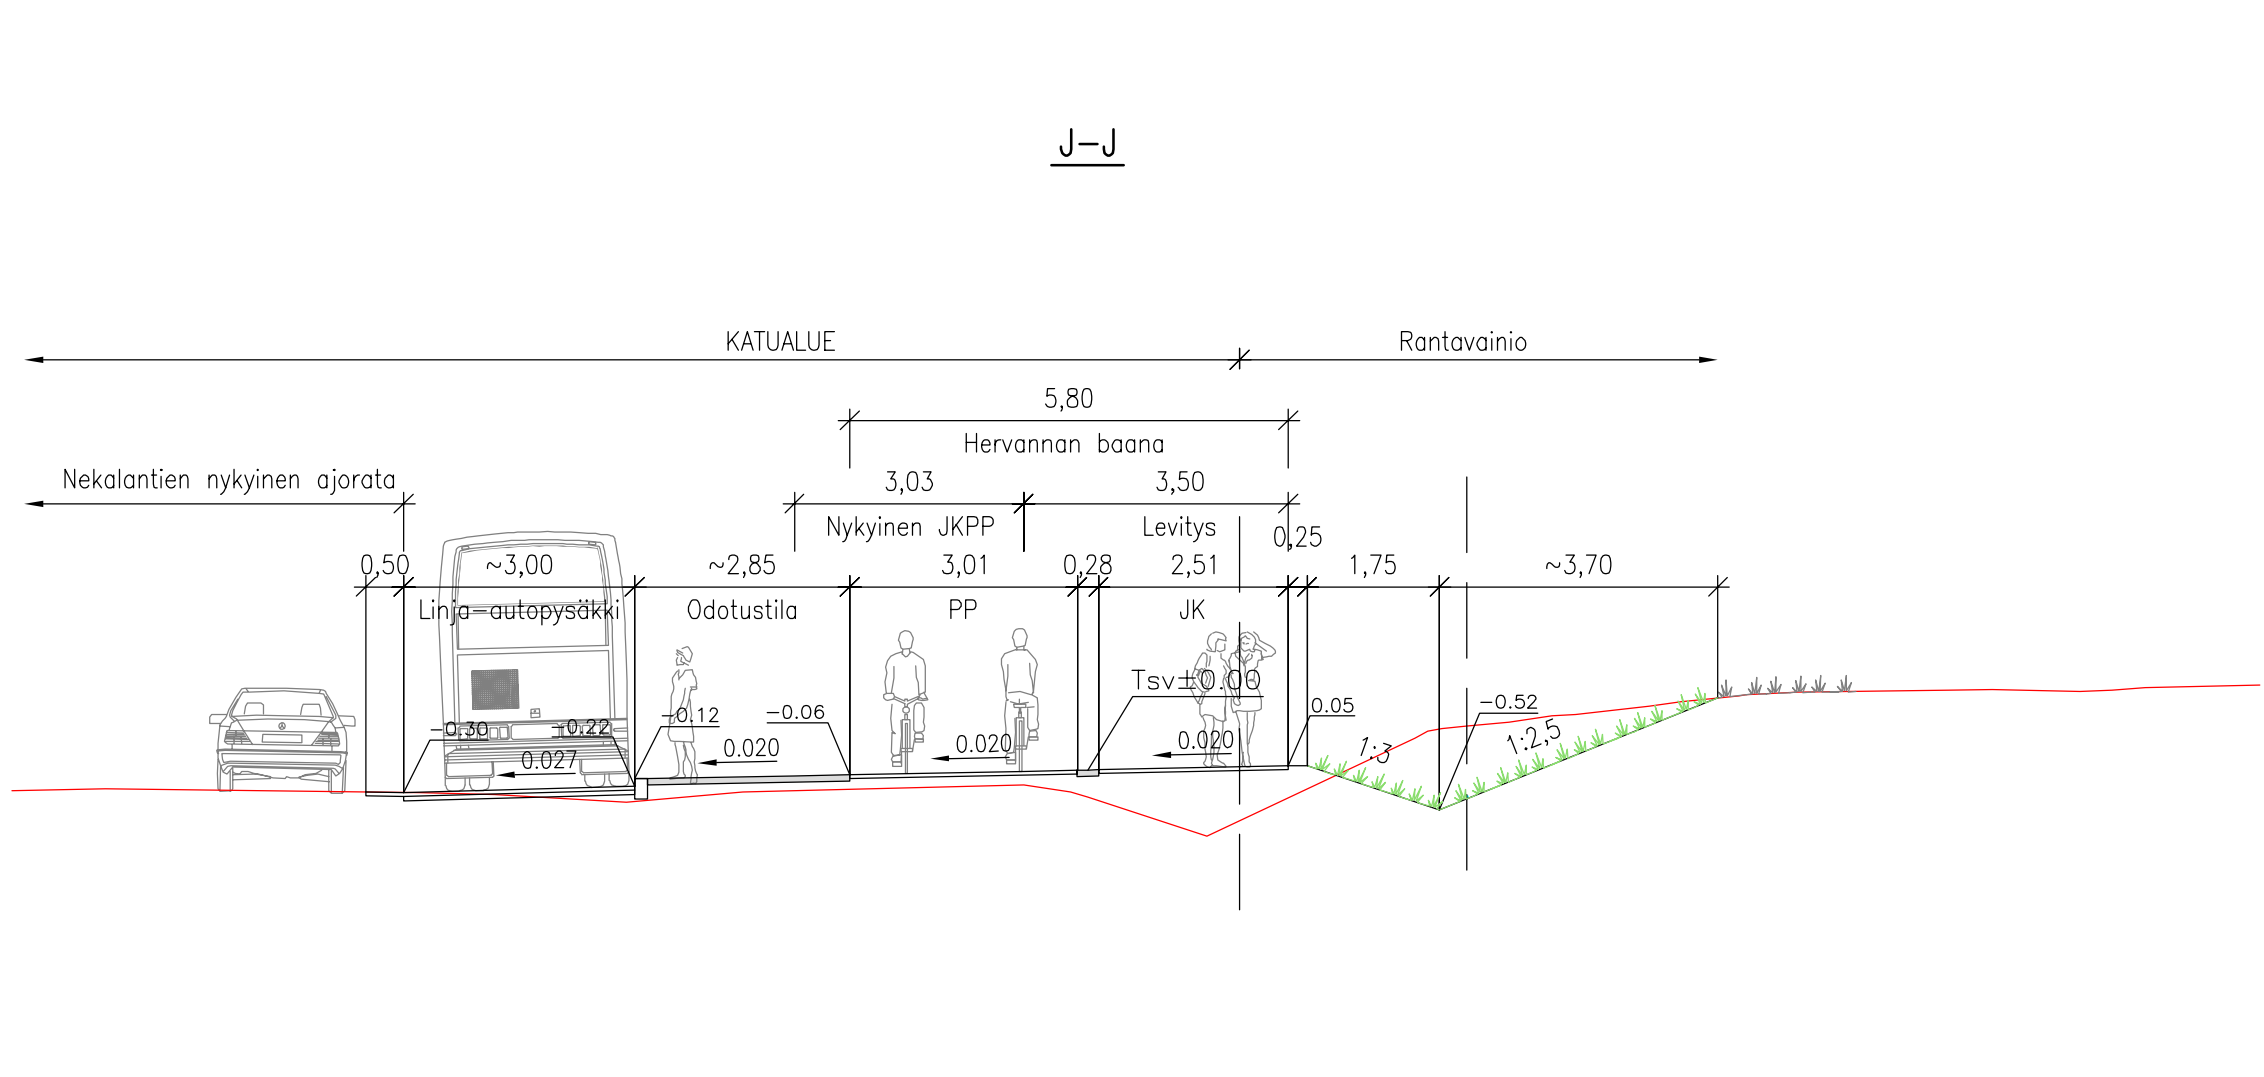 J-J
KATUALUE
Rantavainio
5,80
Hervannan baana
Nekalantien nykyinen ajorata
3,03
3,50
Nykyinen JKPP
Levitys
0,25
0,50
~3,00
~2,85
3,01
0,28
2,51
1,75
~3,70
Linja-autopysäkki
Odotustila
PP
JK
Tsv±0.00
-0.30
-0.22
-0.12
-0.06
0.05
-0.52
0.027
0.020
0.020
0.020
1:3
1:2,5